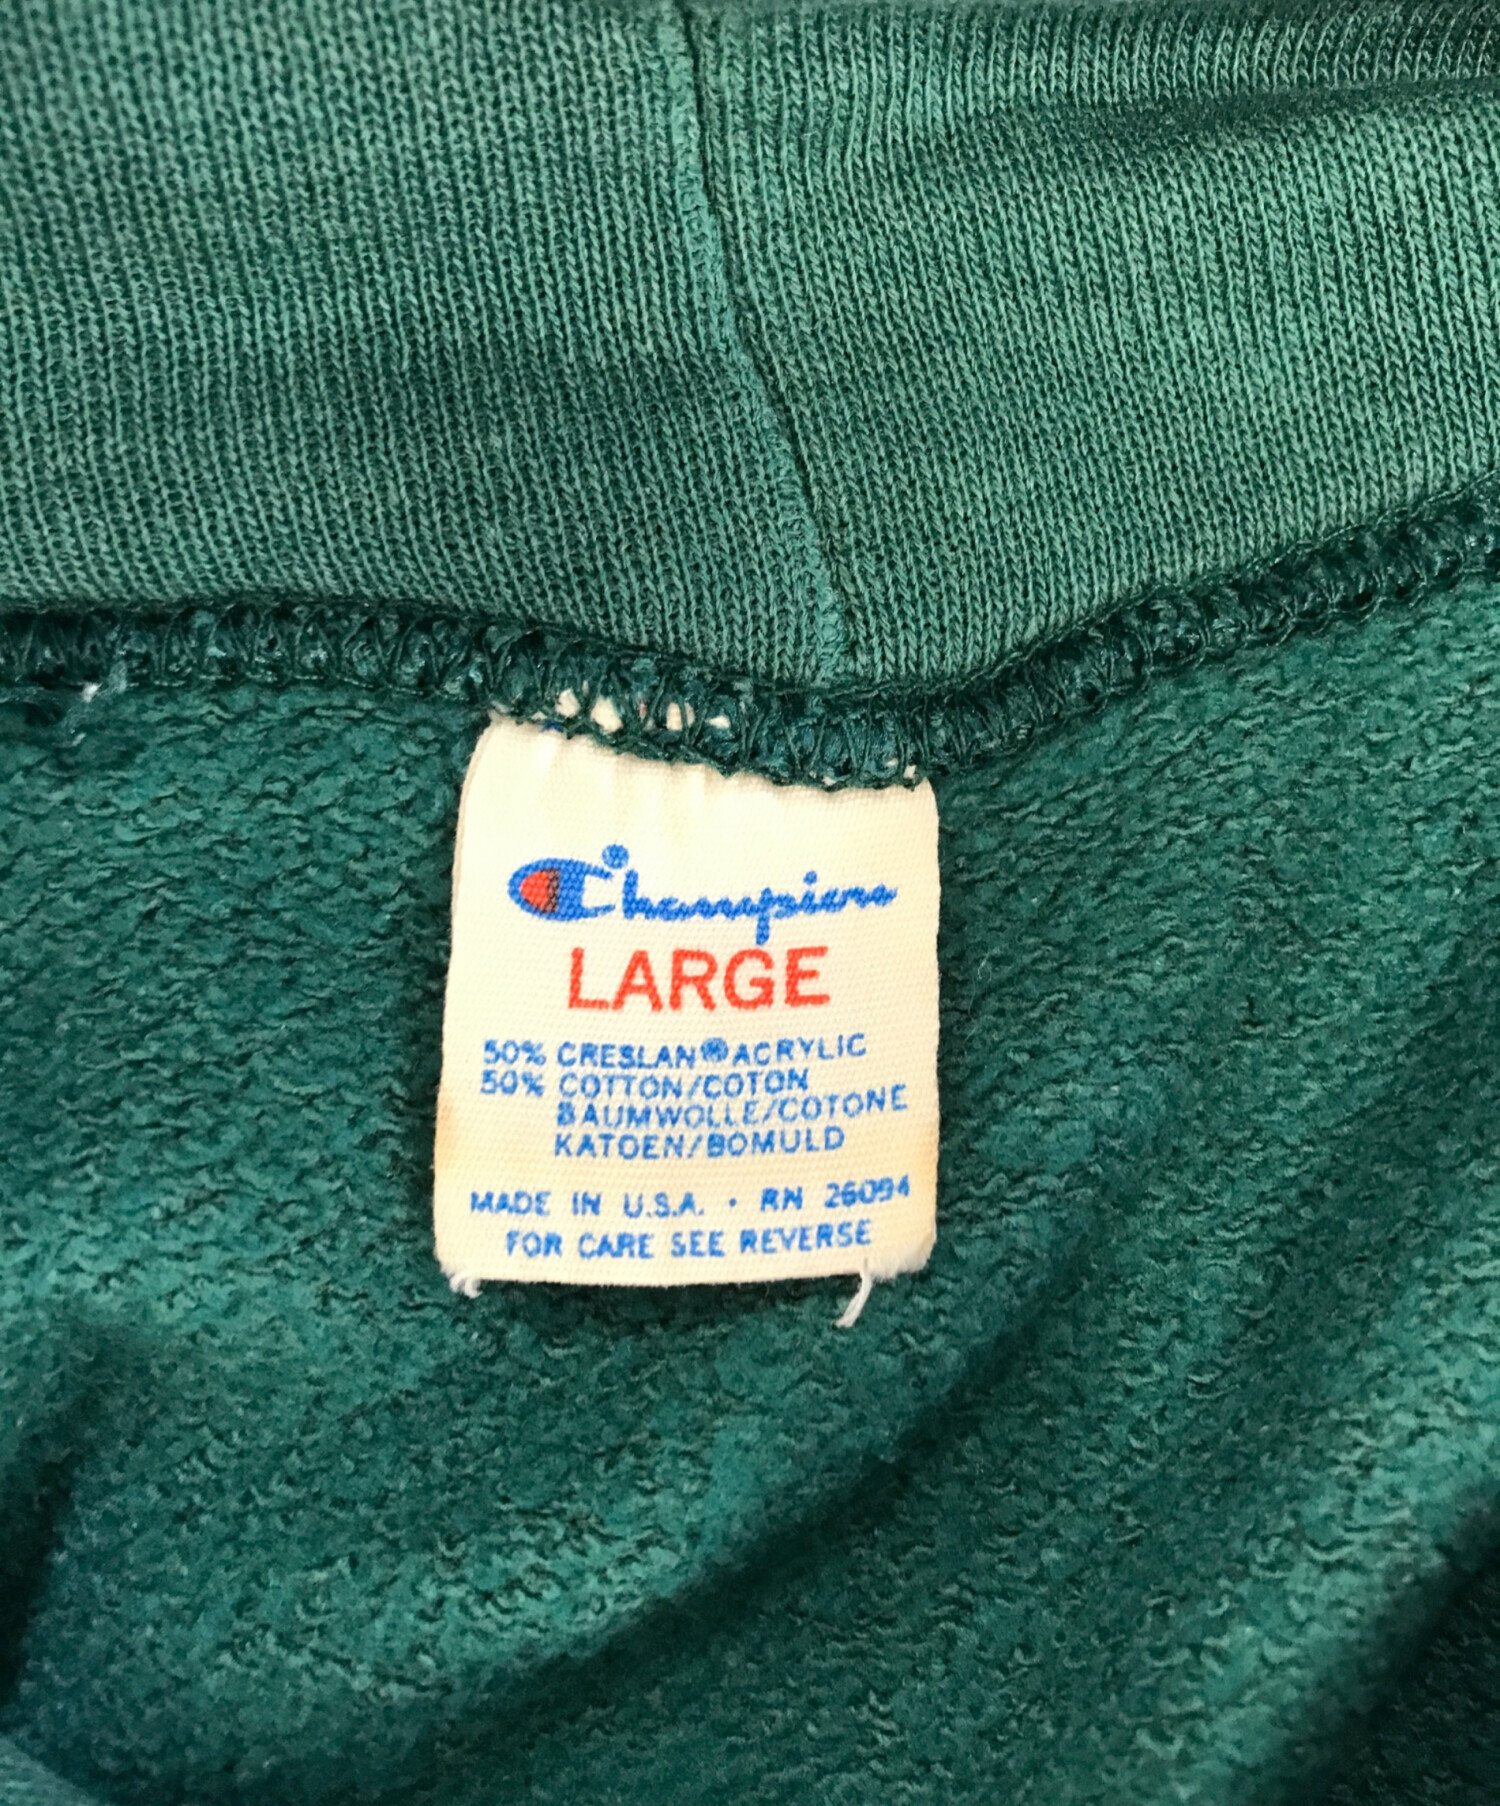 Champion
LARGE
50% CRESLAN® ACRYLIC
50% COTTON/COTON
BAUMWOLLE/COTONE
KATOEN/BOMULD
MADE IN U.S.A. · RN 26094
FOR CARE SEE REVERSE